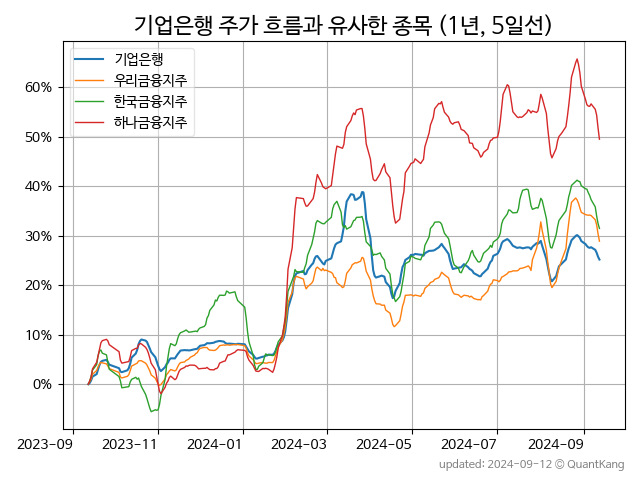 기업은행 주가 흐름과 유사한 종목 (1년, 5일선)
기업은행
우리금융지주
한국금융지주
하나금융지주
60%
50%
40%
30%
20%
10%
0%
2023-09 2023-11 2024-01 2024-03 2024-05 2024-07 2024-09
updated: 2024-09-12 © QuantKang